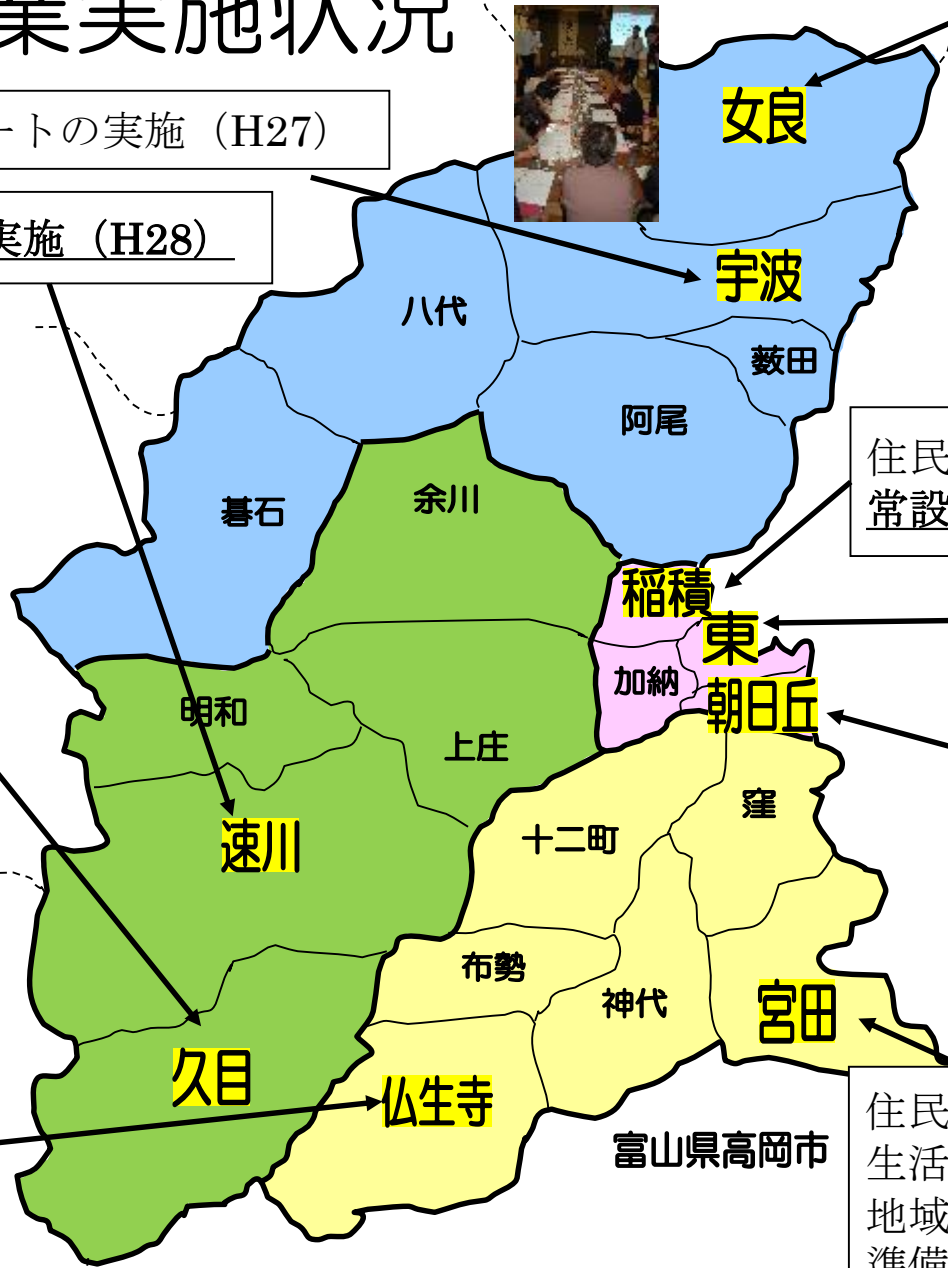 業実施状況
ートの実施（H27）
実施（H28）
女良
宇波
八代
薮田
阿尾
余川
碁石
住民
常設
稲積
東
加納
朝日丘
明和
上庄
窪
十二町
速川
布勢
神代
宮田
久目
仏生寺
富山県高岡市
住民
生活
地域
準備